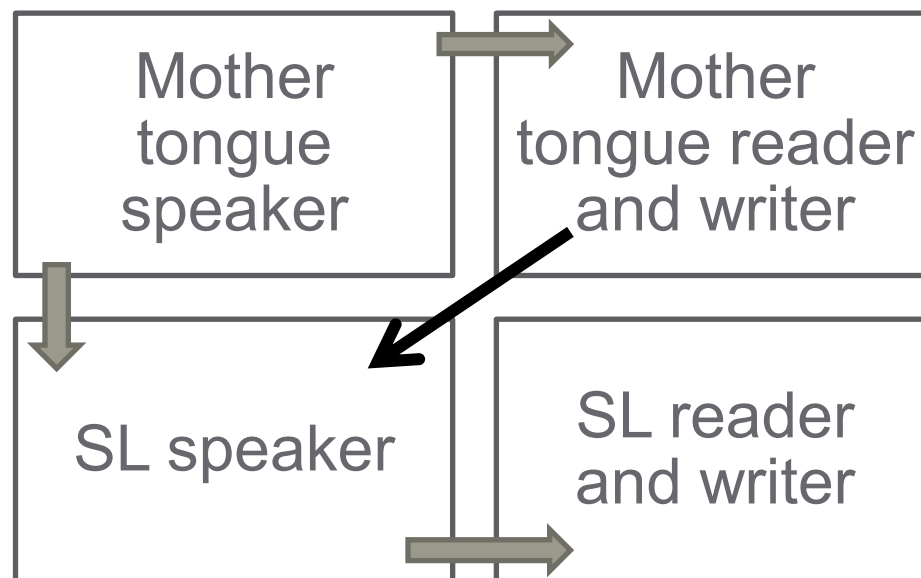 Mother
tongue
speaker
Mother
tongue reader
and writer
SL speaker
SL reader
and writer